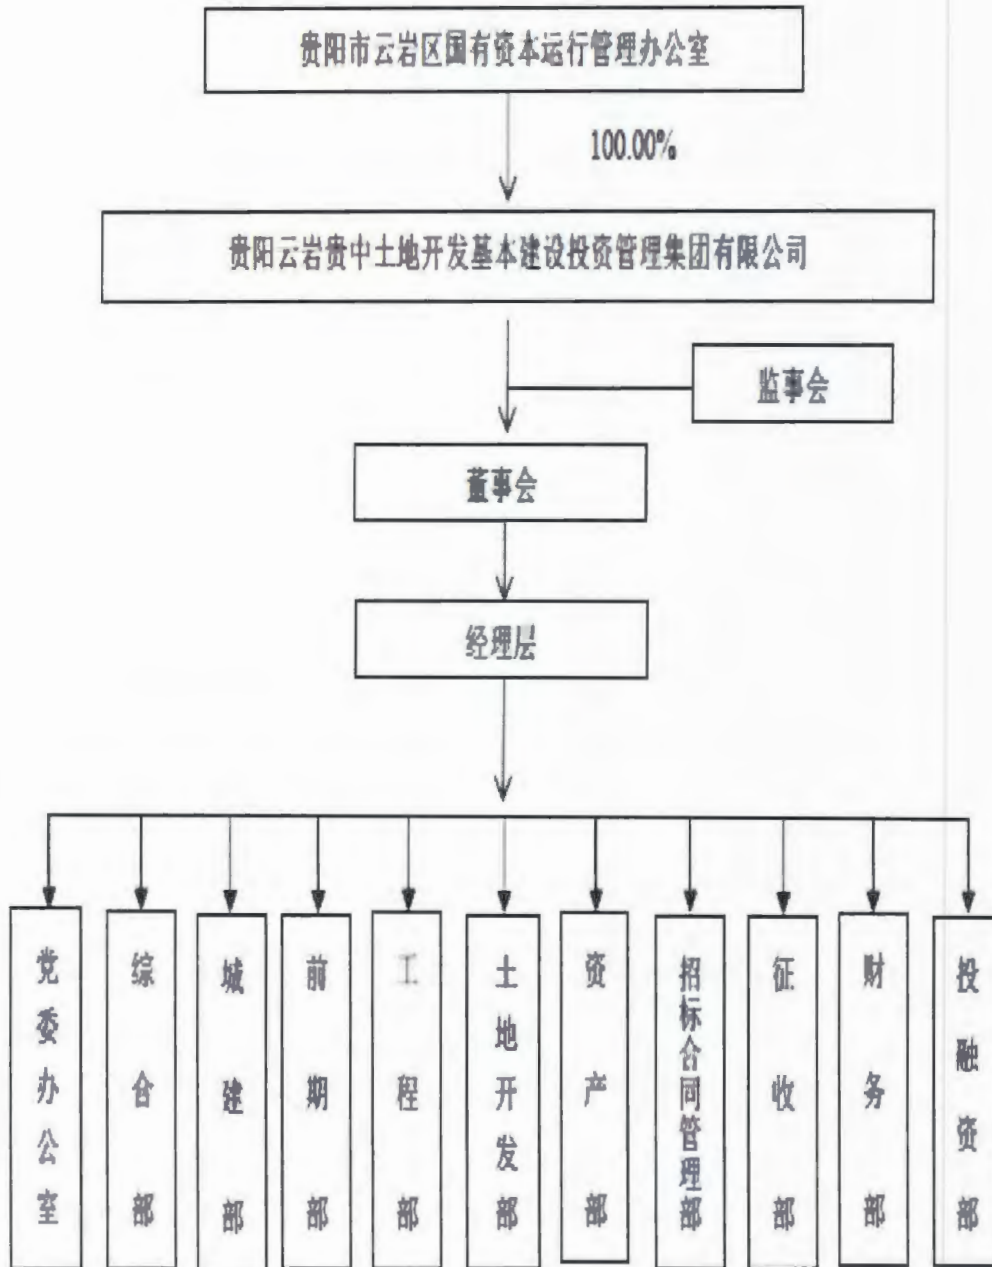 贵阳市云岩区国有资本运行管理办公室
100.00%
贵阳云岩贵中土地开发基本建设投资管理集团有限公司
监事会
董事会
经理层
党委办公室
综合部
城建部
前期部
工程部
土地开发部
资产部
招标合同管理部
征收部
财务部
投融资部